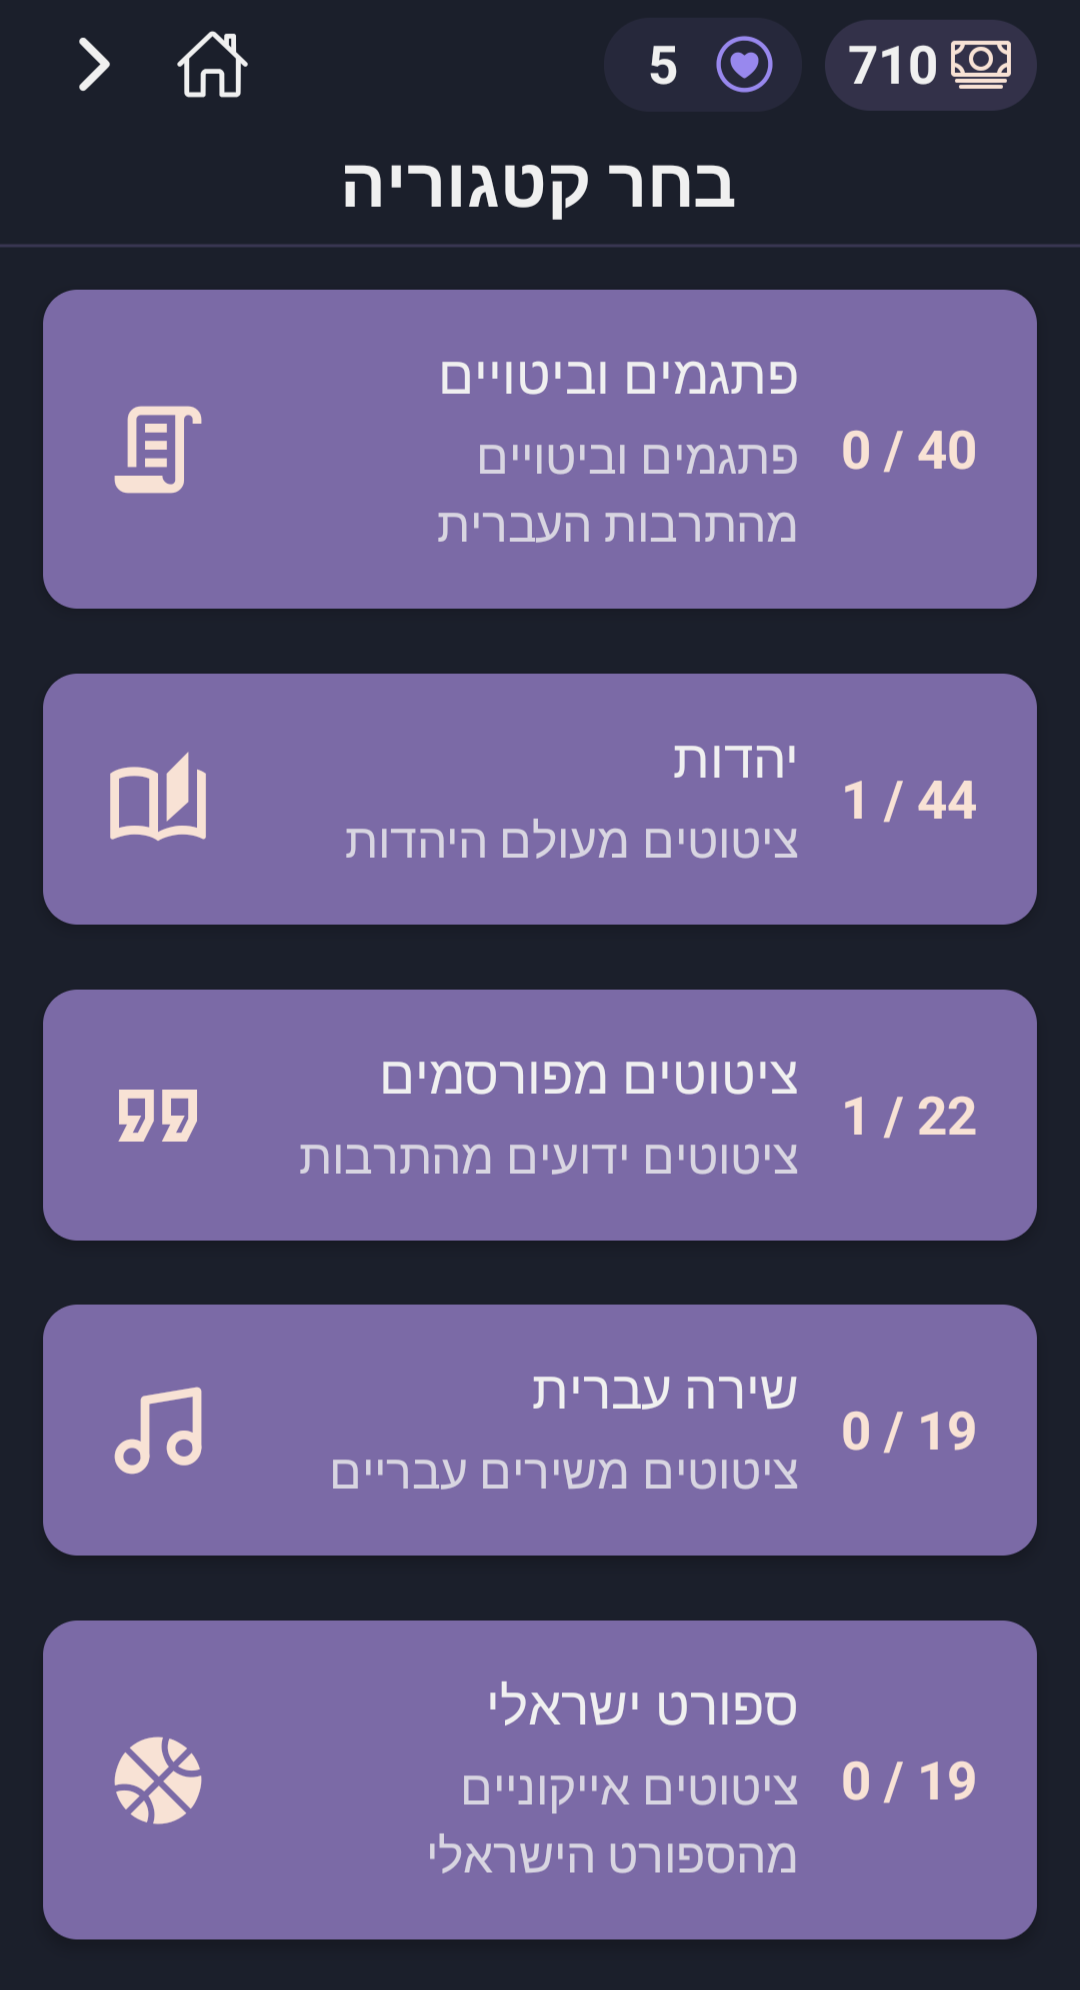 5
710
בחר קטגוריה
פתגמים וביטויים
פתגמים וביטויים
מהתרבות העברית
0 / 40
יהדות
ציטוטים מעולם היהדות
1 / 44
ציטוטים מפורסמים
ציטוטים ידועים מהתרבות
1 / 22
שירה עברית
ציטוטים משירים עבריים
0 / 19
ספורט ישראלי
ציטוטים אייקוניים
מהספורט הישראלי
0 / 19